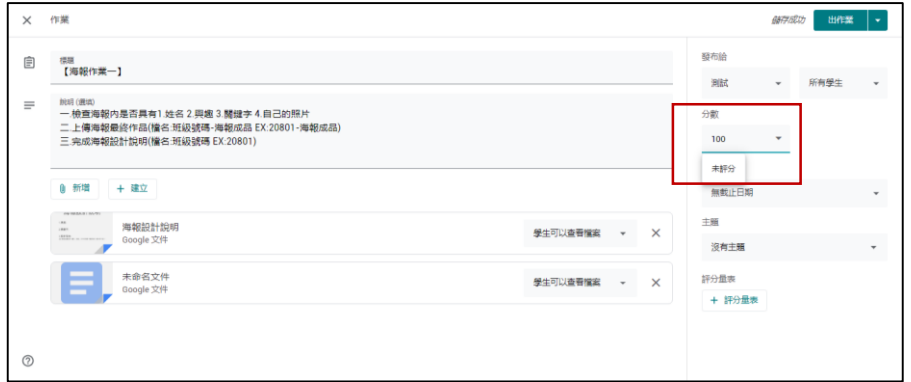 作業
儲存成功
出作業
標題
【海報作業一】
說明 (選填)
一.檢查海報內是否具有1.姓名 2.興趣 3.關鍵字 4.自己的照片
二.上傳海報最終作品(檔名:班級號碼-海報成品 EX:20801-海報成品)
三.完成海報設計說明(檔名:班級號碼 EX:20801)
新增
+ 建立
海報設計說明
Google 文件
學生可以查看檔案
未命名文件
Google 文件
學生可以查看檔案
發布給
測試
所有學生
分數
100
未評分
無截止日期
主題
沒有主題
評分量表
+ 評分量表